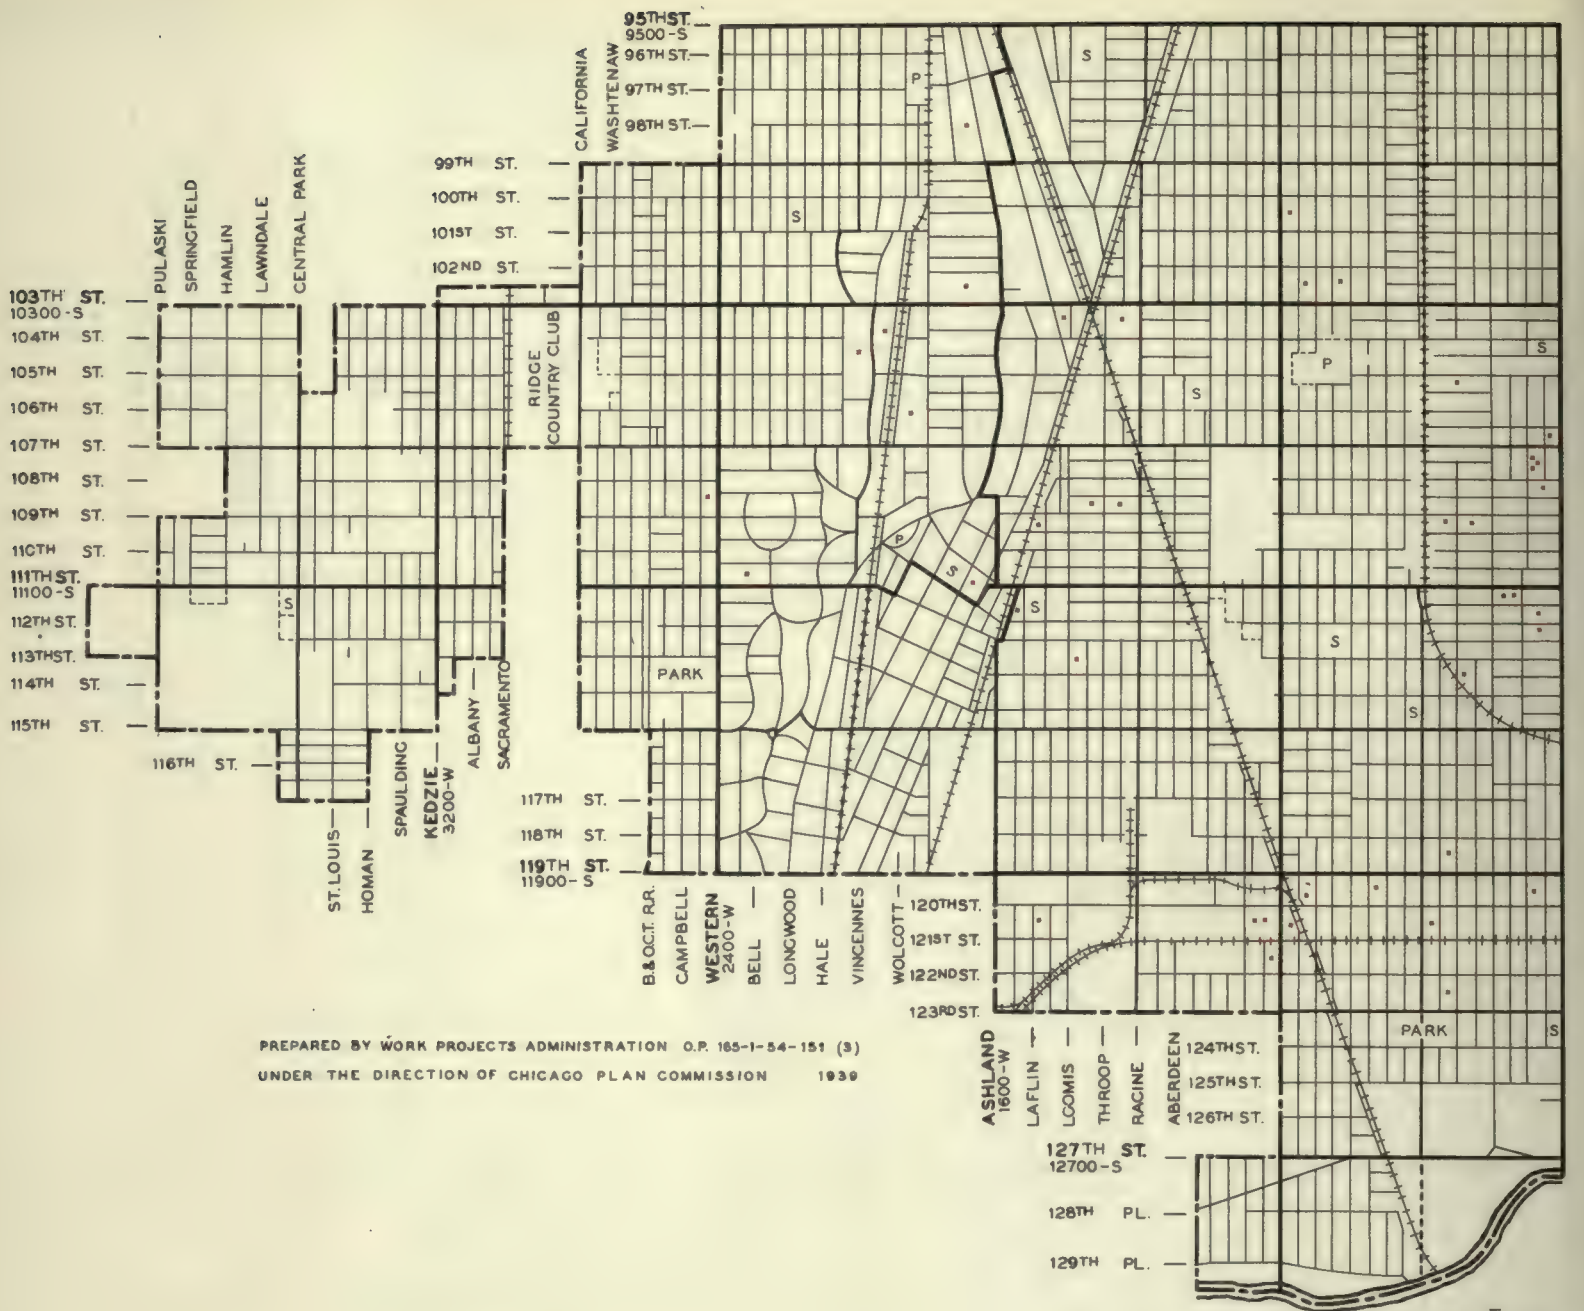 95TH ST.
9500-S
96TH ST.
97TH ST.
98TH ST.
CALIFORNIA
WASHTENAW
99TH ST.
100TH ST.
101ST ST.
102ND ST.
PULASKI
SPRINGFIELD
HAMLIN
LAWNDALE
CENTRAL PARK
103TH ST.
10300-S
104TH ST.
105TH ST.
106TH ST.
107TH ST.
108TH ST.
109TH ST.
110TH ST.
111TH ST.
11100-S
112TH ST.
113TH ST.
114TH ST.
115TH ST.
116TH ST.
RIDGE
COUNTRY CLUB
P
S
S
S
P
S
S
P
S
S
S
S
S
PARK
ST. LOUIS
HOMAN
SPAULDING
KEDZIE
3200-W
ALBANY
SACRAMENTO
117TH ST.
118TH ST.
119TH ST.
11900-S
B.&O.C.T. R.R.
CAMPBELL
WESTERN
2400-W
BELL
LONGWOOD
HALE
VINCENNES
WOLCOTT
120TH ST.
121ST ST.
122ND ST.
123RD ST.
ASHLAND
1600-W
LAFLIN
LOOMIS
THROOP
RACINE
ABERDEEN
PARK
S
124TH ST.
125TH ST.
126TH ST.
127TH ST.
12700-S
128TH PL.
129TH PL.
PREPARED BY WORK PROJECTS ADMINISTRATION O.P. 165-1-54-151 (3)
UNDER THE DIRECTION OF CHICAGO PLAN COMMISSION 1939